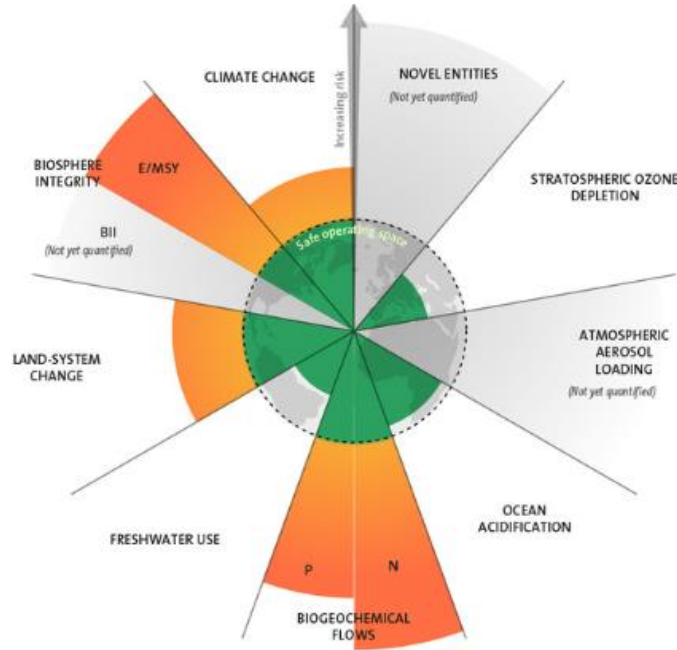 CLIMATE CHANGE
Increasing risk
NOVEL ENTITIES
(Not yet quantified)
STRATOSPHERIC OZONE
DEPLETION
ATMOSPHERIC
AEROSOL
LOADING
(Not yet quantified)
OCEAN
ACIDIFICATION
N
P
BIOGEOCHEMICAL
FLOWS
FRESHWATER USE
LAND-SYSTEM
CHANGE
BII
(Not yet quantified)
BIOSPHERE
INTEGRITY
E/MSY
Safe operating space